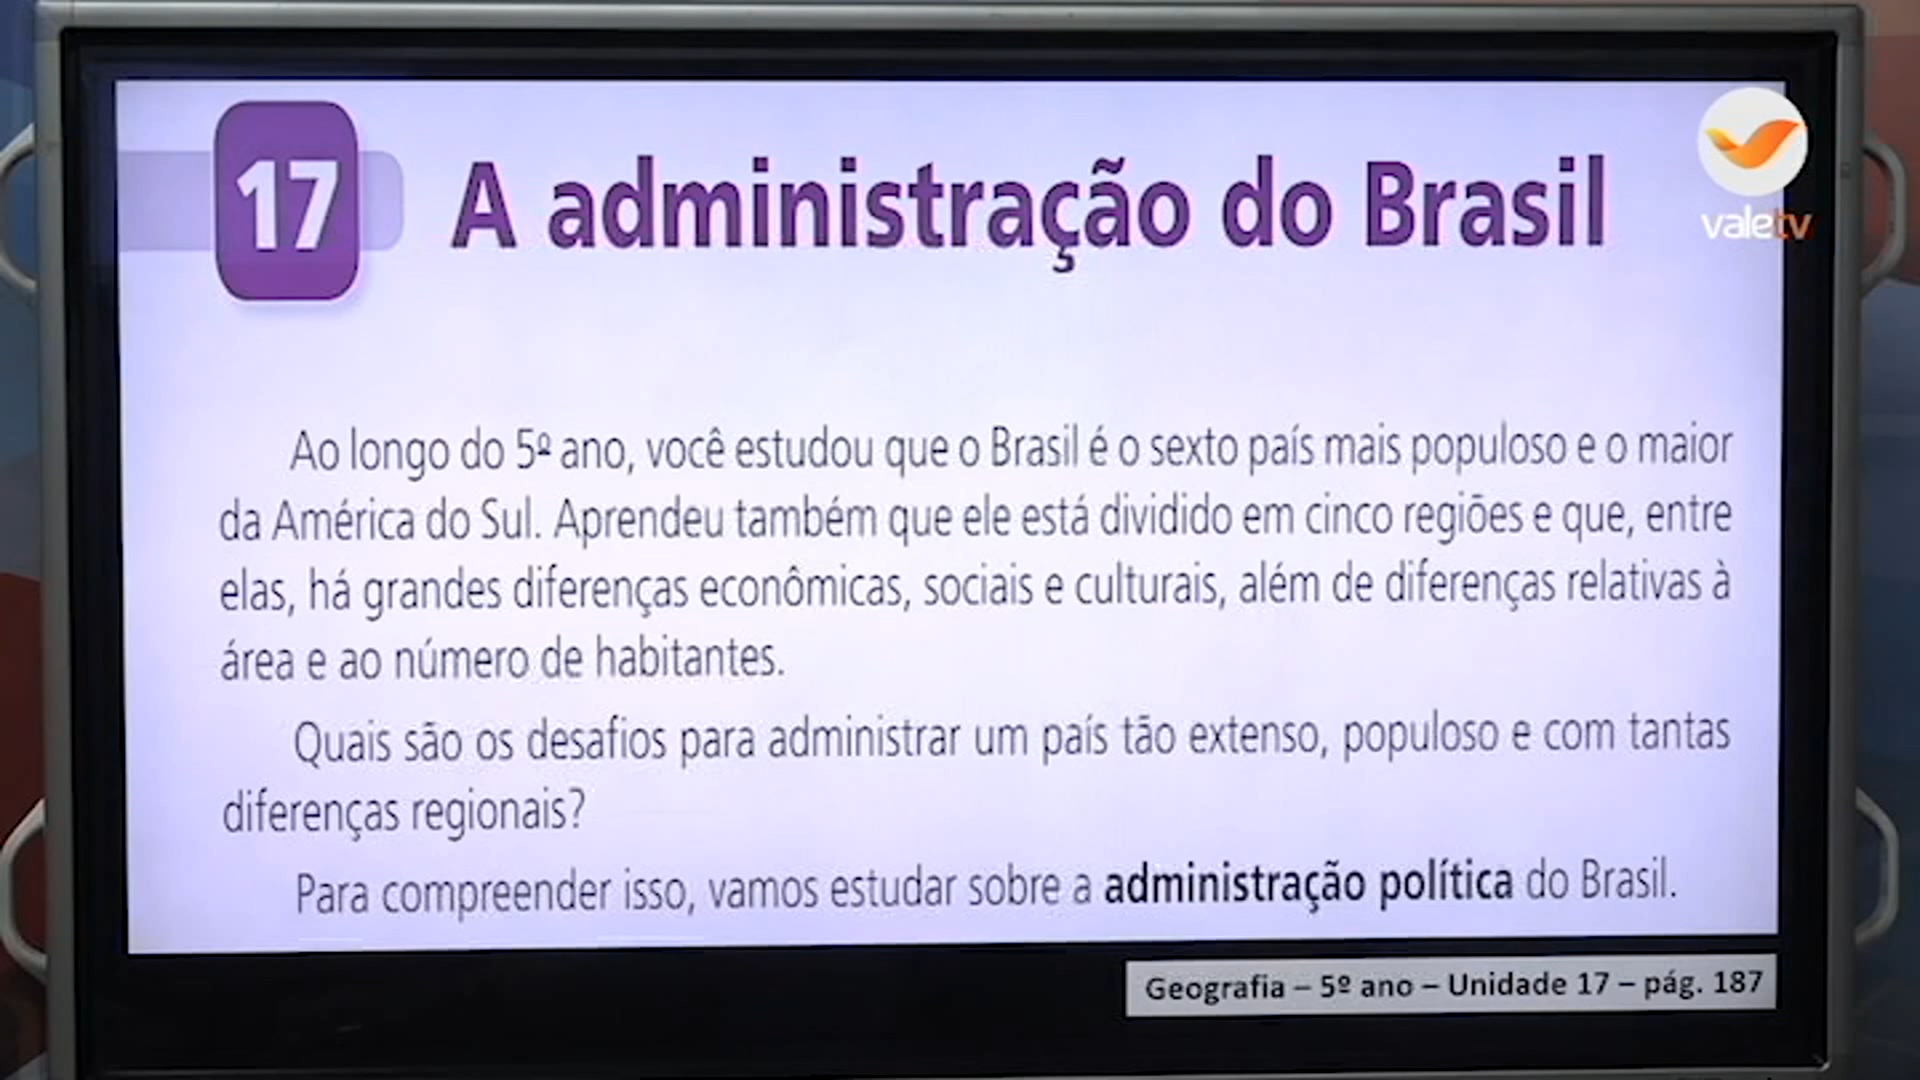 17
A administração do Brasil
valetv
Ao longo do 5º ano, você estudou que o Brasil é o sexto país mais populoso e o maior
da América do Sul. Aprendeu também que ele está dividido em cinco regiões e que, entre
elas, há grandes diferenças econômicas, sociais e culturais, além de diferenças relativas à
área e ao número de habitantes.
Quais são os desafios para administrar um país tão extenso, populoso e com tantas
diferenças regionais?
Para compreender isso, vamos estudar sobre a administração política do Brasil.
Geografia – 5º ano – Unidade 17 – pág. 187